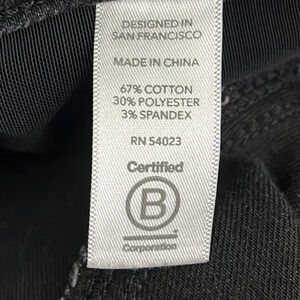 DESIGNED IN
SAN FRANCISCO
MADE IN CHINA
67% COTTON
30% POLYESTER
3% SPANDEX
RN 54023
Certified
B
Corporation